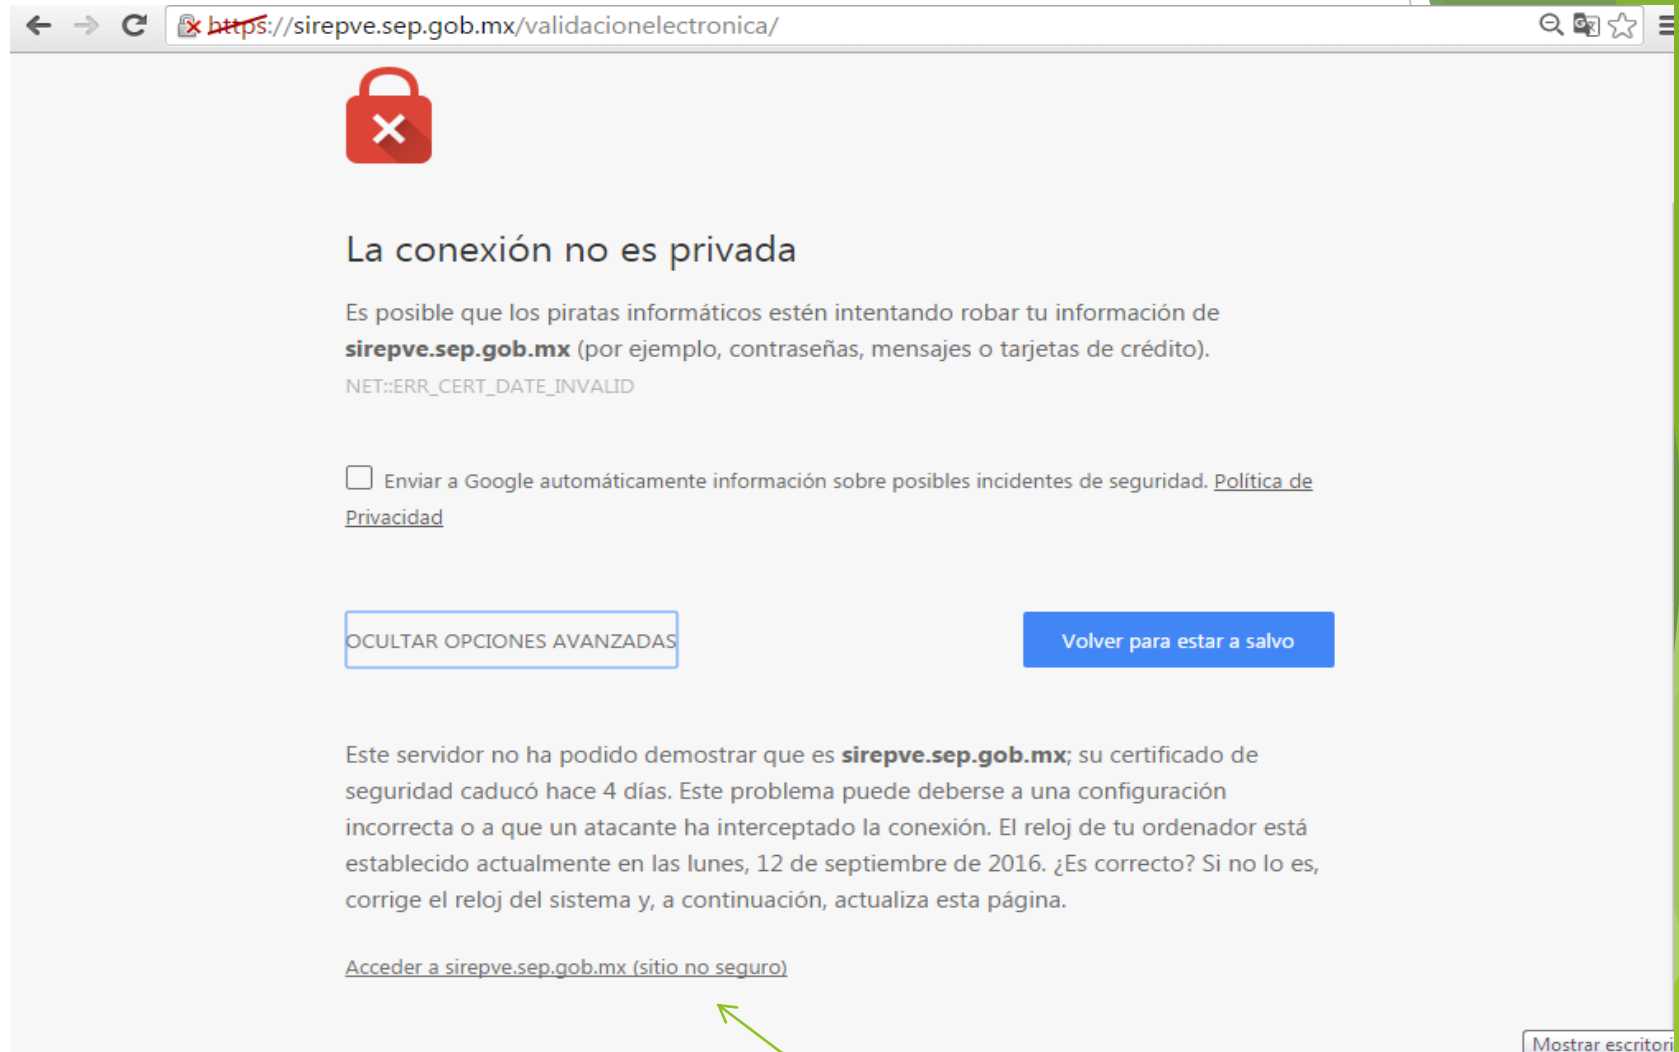 https://sirepve.sep.gob.mx/validacionelectronica/
La conexión no es privada
Es posible que los piratas informáticos estén intentando robar tu información de
sirepve.sep.gob.mx (por ejemplo, contraseñas, mensajes o tarjetas de crédito).
NET::ERR_CERT_DATE_INVALID
Enviar a Google automáticamente información sobre posibles incidentes de seguridad. Política de
Privacidad
OCULTAR OPCIONES AVANZADAS
Volver para estar a salvo
Este servidor no ha podido demostrar que es sirepve.sep.gob.mx; su certificado de
seguridad caducó hace 4 días. Este problema puede deberse a una configuración
incorrecta o a que un atacante ha interceptado la conexión. El reloj de tu ordenador está
establecido actualmente en las lunes, 12 de septiembre de 2016. ¿Es correcto? Si no lo es,
corrige el reloj del sistema y, a continuación, actualiza esta página.
Acceder a sirepve.sep.gob.mx (sitio no seguro)
Mostrar escritori